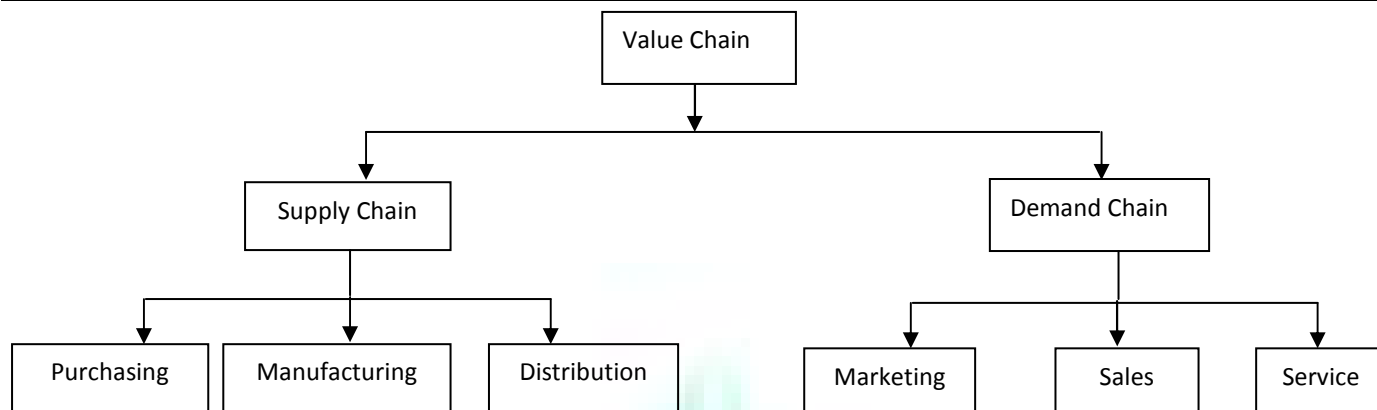 Value Chain
Supply Chain
Demand Chain
Purchasing
Manufacturing
Distribution
Marketing
Sales
Service